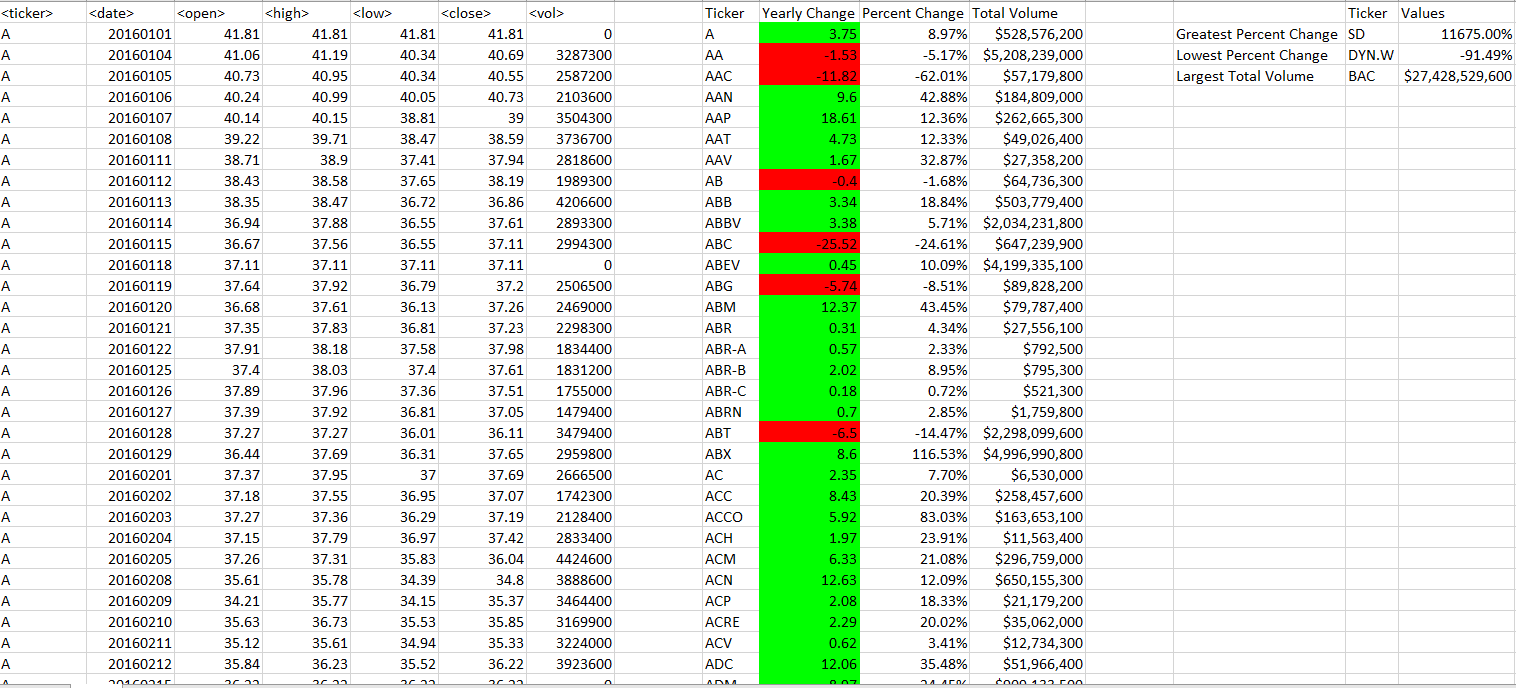 <ticker> <date> <open> <high> <low> <close> <vol> Ticker Yearly Change Percent Change Total Volume Ticker Values
A 20160101 41.81 41.81 41.81 41.81 0 A 3.75 8.97% $528,576,200 Greatest Percent Change SD 11675.00%
A 20160104 41.06 41.19 40.34 40.69 3287300 AA -1.53 -5.17% $5,208,239,000 Lowest Percent Change DYN.W -91.49%
A 20160105 40.73 40.95 40.34 40.55 2587200 AAC -11.82 -62.01% $57,179,800 Largest Total Volume BAC $27,428,529,600
A 20160106 40.24 40.99 40.05 40.73 2103600 AAN 9.6 42.88% $184,809,000
A 20160107 40.14 40.15 38.81 39 3504300 AAP 18.61 12.36% $262,665,300
A 20160108 39.22 39.71 38.47 38.59 3736700 AAT 4.73 12.33% $49,026,400
A 20160111 38.71 38.9 37.41 37.94 2818600 AAV 1.67 32.87% $27,358,200
A 20160112 38.43 38.58 37.65 38.19 1989300 AB -0.4 -1.68% $64,736,300
A 20160113 38.35 38.47 36.72 36.86 4206600 ABB 3.34 18.84% $503,779,400
A 20160114 36.94 37.88 36.55 37.61 2893300 ABBV 3.38 5.71% $2,034,231,800
A 20160115 36.67 37.56 36.55 37.11 2994300 ABC -25.52 -24.61% $647,239,900
A 20160118 37.11 37.11 37.11 37.11 0 ABEV 0.45 10.09% $4,199,335,100
A 20160119 37.64 37.92 36.79 37.2 2506500 ABG -5.74 -8.51% $89,828,200
A 20160120 36.68 37.61 36.13 37.26 2469000 ABM 12.37 43.45% $79,787,400
A 20160121 37.35 37.83 36.81 37.23 2298300 ABR 0.31 4.34% $27,556,100
A 20160122 37.91 38.18 37.58 37.98 1834400 ABR-A 0.57 2.33% $792,500
A 20160125 37.4 38.03 37.4 37.61 1831200 ABR-B 2.02 8.95% $795,300
A 20160126 37.89 37.96 37.36 37.51 1755000 ABR-C 0.18 0.72% $521,300
A 20160127 37.39 37.92 36.81 37.05 1479400 ABRN 0.7 2.85% $1,759,800
A 20160128 37.27 37.27 36.01 36.11 3479400 ABT -6.5 -14.47% $2,298,099,600
A 20160129 36.44 37.69 36.31 37.65 2959800 ABX 8.6 116.53% $4,996,990,800
A 20160201 37.37 37.95 37 37.69 2666500 AC 2.35 7.70% $6,530,000
A 20160202 37.18 37.55 36.95 37.07 1742300 ACC 8.43 20.39% $258,457,600
A 20160203 37.27 37.36 36.29 37.19 2128400 ACCO 5.92 83.03% $163,653,100
A 20160204 37.15 37.79 36.97 37.42 2833400 ACH 1.97 23.91% $11,563,400
A 20160205 37.26 37.31 35.83 36.04 4424600 ACM 6.33 21.08% $296,759,000
A 20160208 35.61 35.78 34.39 34.8 3888600 ACN 12.63 12.09% $650,155,300
A 20160209 34.21 35.77 34.15 35.37 3464400 ACP 2.08 18.33% $21,179,200
A 20160210 35.63 36.73 35.53 35.85 3169900 ACRE 2.29 20.02% $35,062,000
A 20160211 35.12 35.61 34.94 35.33 3224000 ACV 0.62 3.41% $12,734,300
A 20160212 35.84 36.23 35.52 36.22 3923600 ADC 12.06 35.48% $51,966,400